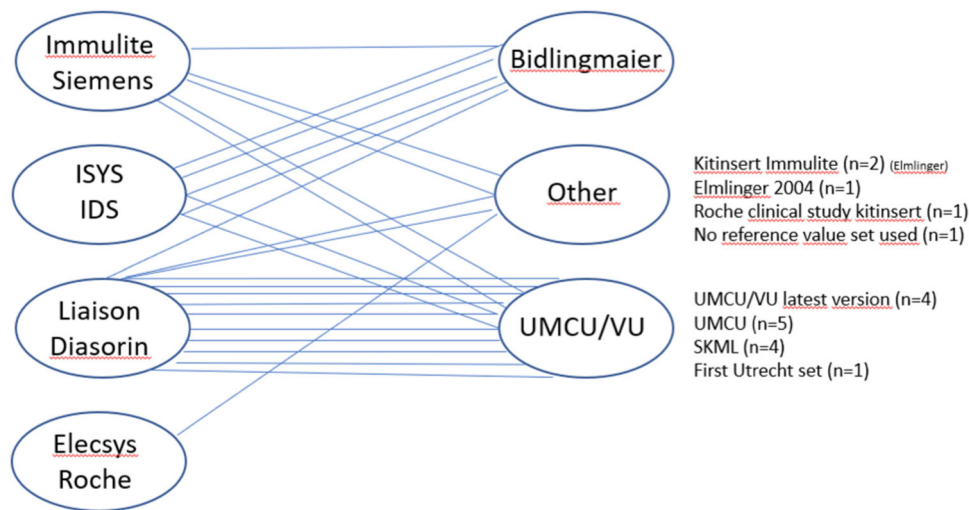 Immulite
Siemens
Bidlingmaier
ISYS
IDS
Other
Kitinsert Immulite (n=2) (Elmlinger)
Elmlinger 2004 (n=1)
Roche clinical study kitinsert (n=1)
No reference value set used (n=1)
Liaison
Diasorin
UMCU/VU
UMCU/VU latest version (n=4)
UMCU (n=5)
SKML (n=4)
First Utrecht set (n=1)
Elecsys
Roche